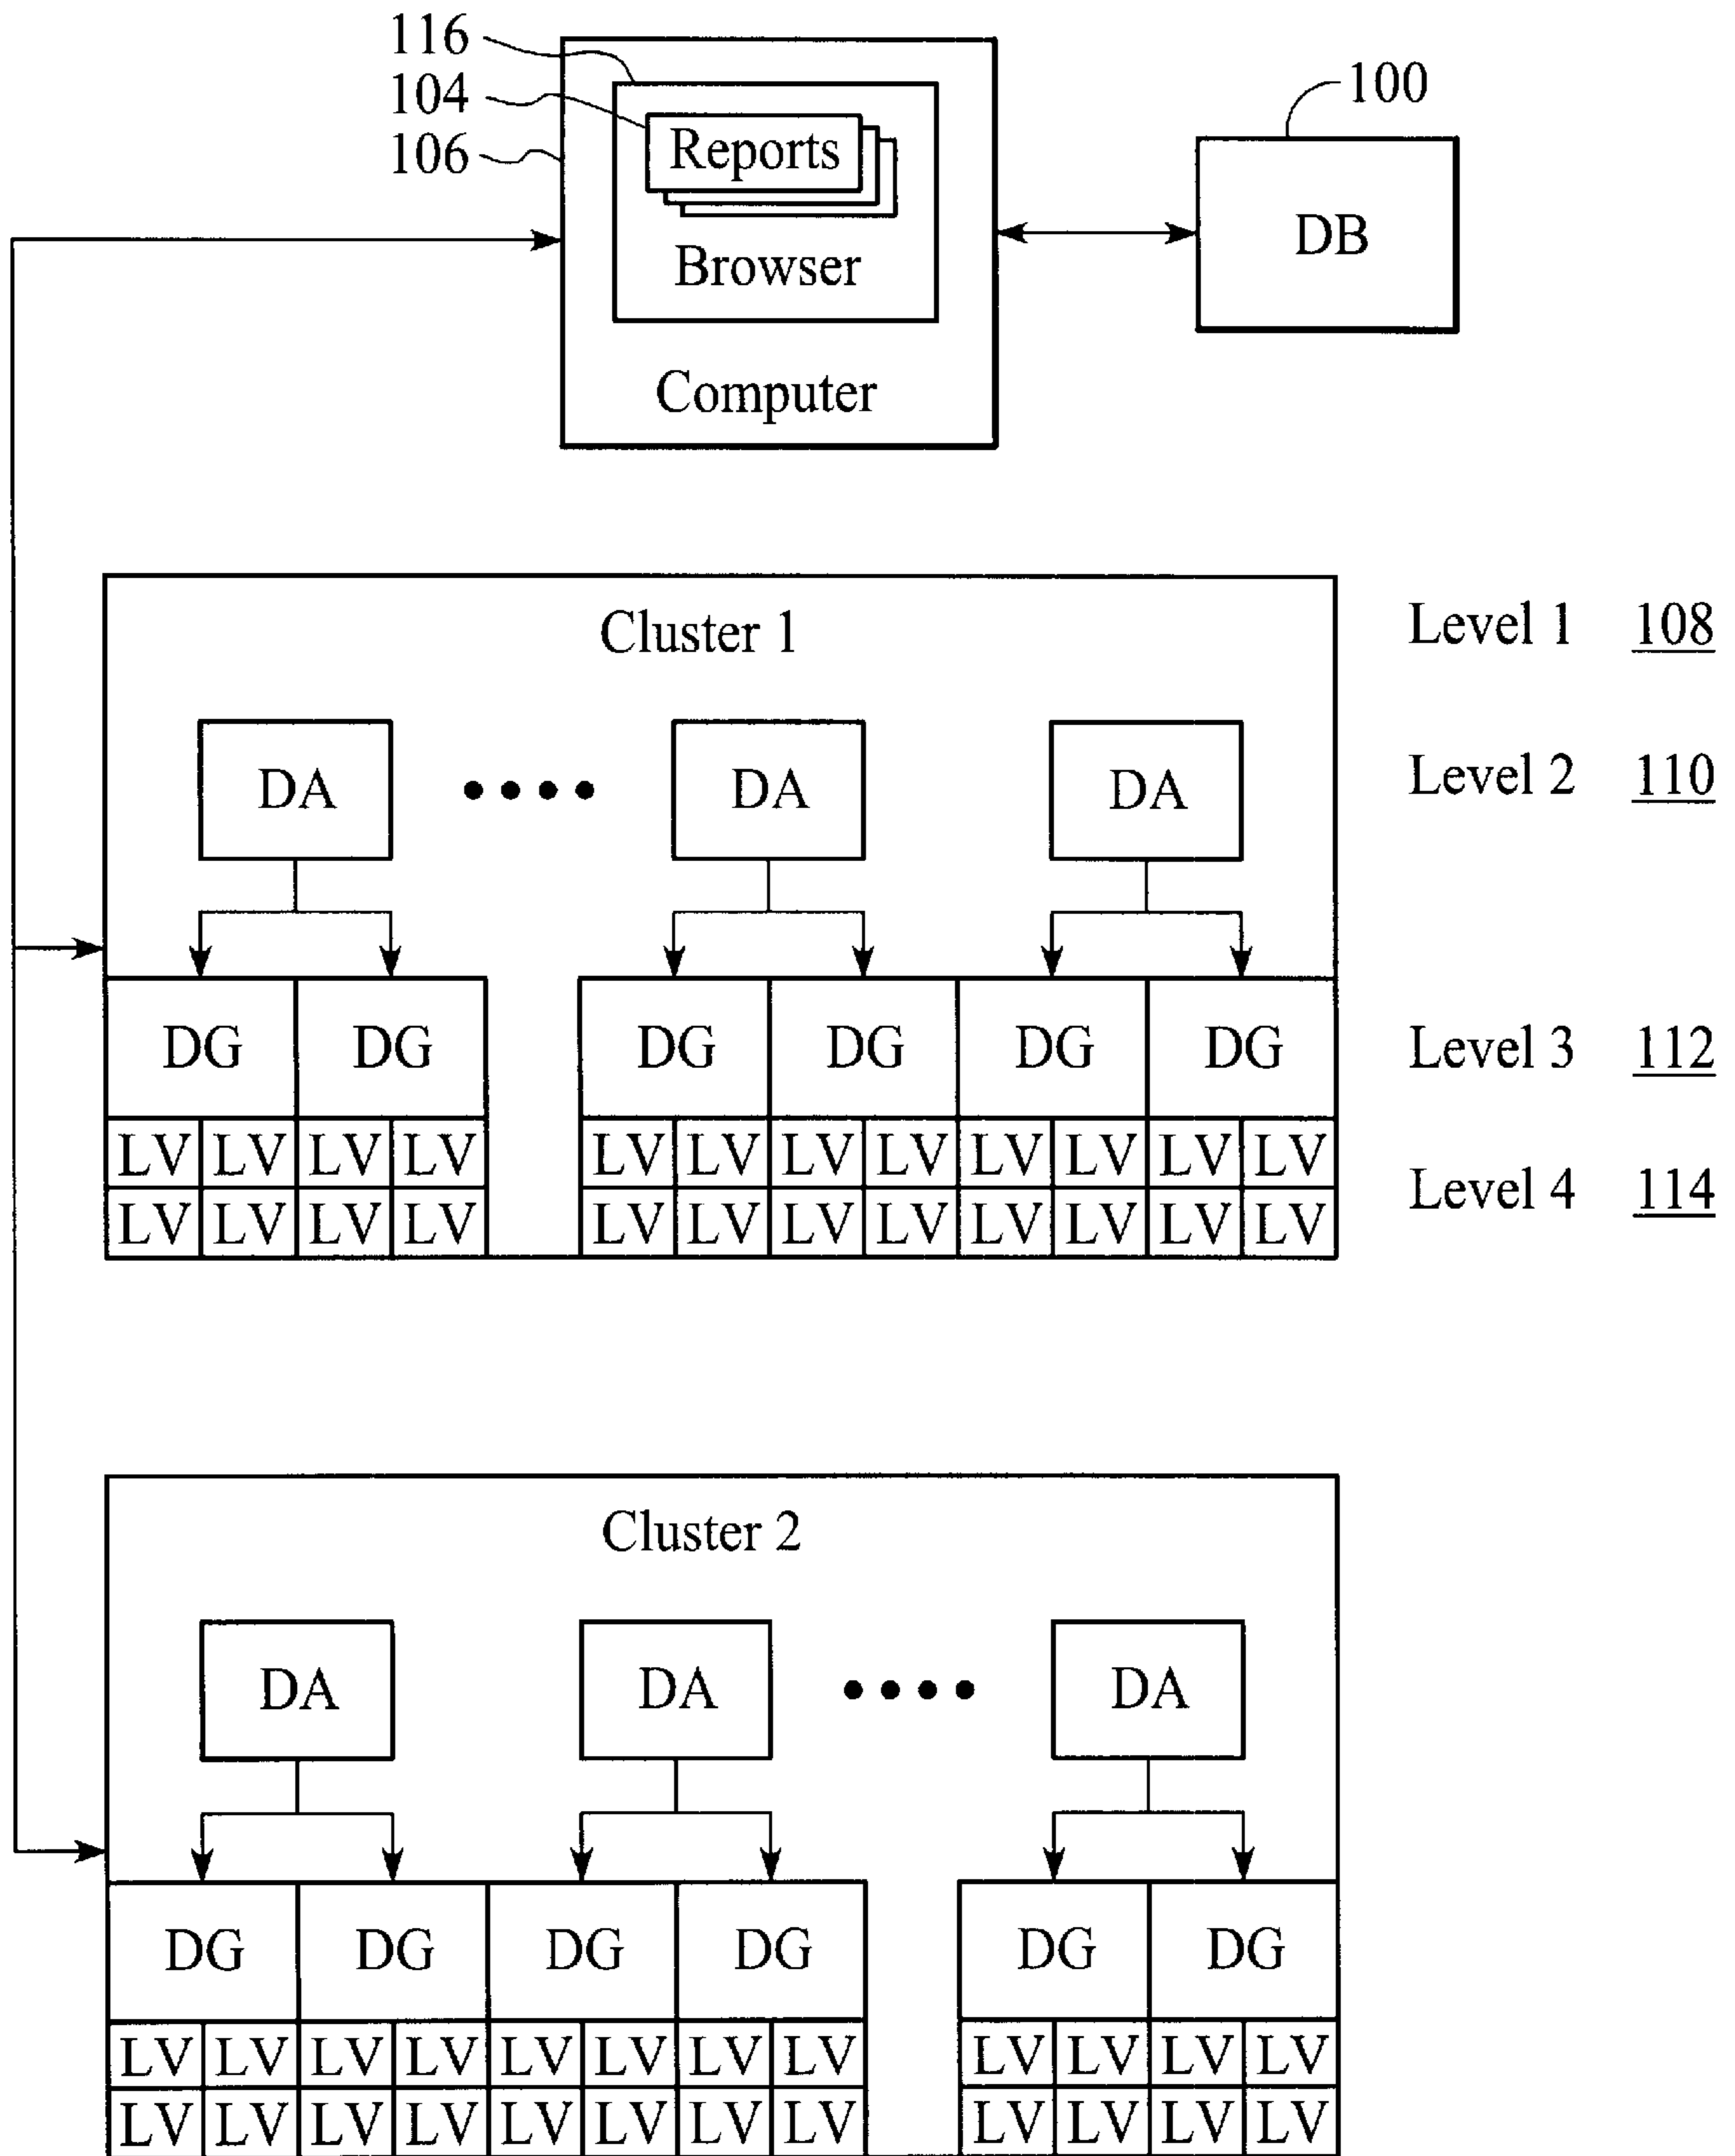 116
104
106
100
Reports
Browser
Computer
DB
Cluster 1
Level 1 108
DA DA DA
Level 2 110
DG DG DG DG DG DG
Level 3 112
LV LV LV LV LV LV LV LV LV LV LV LV
Level 4 114
LV LV LV LV LV LV LV LV LV LV LV LV
Cluster 2
DA DA DA
DG DG DG DG DG DG
LV LV LV LV LV LV LV LV LV LV LV LV
LV LV LV LV LV LV LV LV LV LV LV LV